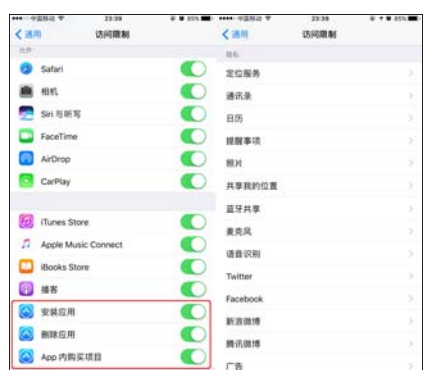 中国移动 23:39 85%
通用 访问限制
允许:
Safari
相机
Siri 与听写
FaceTime
AirDrop
CarPlay
iTunes Store
Apple Music Connect
iBooks Store
播客
安装应用
删除应用
App 内购买项目
中国移动 23:39 85%
通用 访问限制
隐私:
定位服务
通讯录
日历
提醒事项
照片
共享我的位置
蓝牙共享
麦克风
语音识别
Twitter
Facebook
新浪微博
腾讯微博
广告